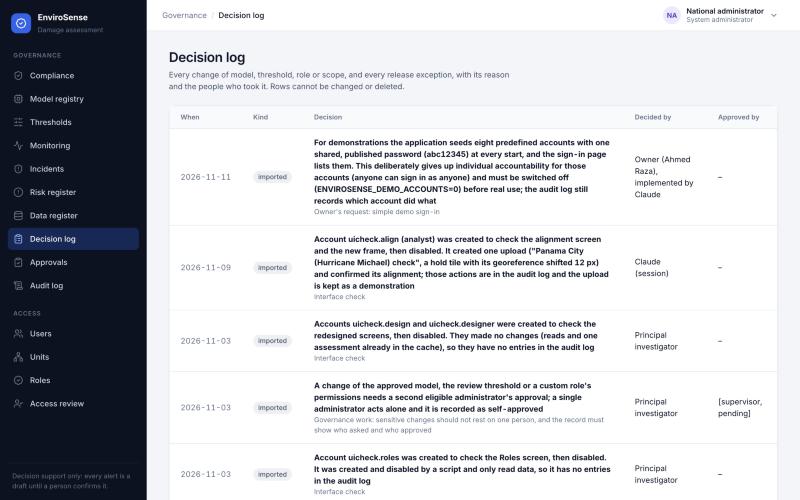 EnviroSense
Damage assessment
GOVERNANCE
Compliance
Model registry
Thresholds
Monitoring
Incidents
Risk register
Data register
Decision log
Approvals
Audit log
ACCESS
Users
Units
Roles
Access review
Decision support only: every alert is a
draft until a person confirms it.
Governance / Decision log
NA
National administrator
System administrator
Decision log
Every change of model, threshold, role or scope, and every release exception, with its reason
and the people who took it. Rows cannot be changed or deleted.
When Kind Decision Decided by Approved by
2026-11-11
imported
For demonstrations the application seeds eight predefined accounts with one
shared, published password (abc12345) at every start, and the sign-in page
lists them. This deliberately gives up individual accountability for those
accounts (anyone can sign in as anyone) and must be switched off
(ENVIROSENSE_DEMO_ACCOUNTS=0) before real use; the audit log still
records which account did what
Owner's request: simple demo sign-in
Owner (Ahmed
Raza),
implemented by
Claude
–
2026-11-09
imported
Account uicheck.align (analyst) was created to check the alignment screen
and the new frame, then disabled. It created one upload ("Panama City
(Hurricane Michael) check", a hold tile with its georeference shifted 12 px)
and confirmed its alignment; those actions are in the audit log and the upload
is kept as a demonstration
Interface check
Claude
(session)
–
2026-11-03
imported
Accounts uicheck.design and uicheck.designer were created to check the
redesigned screens, then disabled. They made no changes (reads and one
assessment already in the cache), so they have no entries in the audit log
Interface check
Principal
investigator
–
2026-11-03
imported
A change of the approved model, the review threshold or a custom role's
permissions needs a second eligible administrator's approval; a single
administrator acts alone and it is recorded as self-approved
Governance work: sensitive changes should not rest on one person, and the record must
show who asked and who approved
Principal
investigator
[supervisor,
pending]
2026-11-03
imported
Account uicheck.roles was created to check the Roles screen, then disabled.
It was created and disabled by a script and only read data, so it has no entries
in the audit log
Interface check
Principal
investigator
–